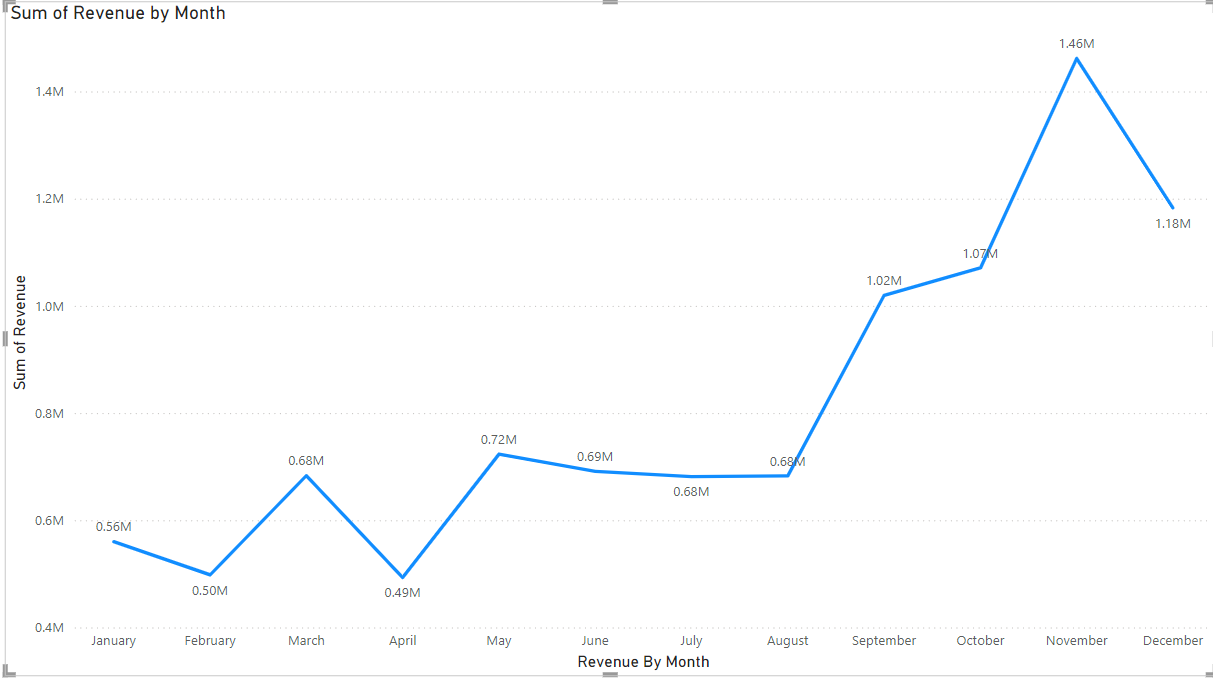 Sum of Revenue by Month
1.46M
1.4M
1.2M
1.18M
1.07M
1.02M
1.0M
Sum of Revenue
0.8M
0.72M
0.69M
0.68M
0.68M
0.68M
0.6M
0.56M
0.50M
0.49M
0.4M
January February March April May June July August September October November December
Revenue By Month